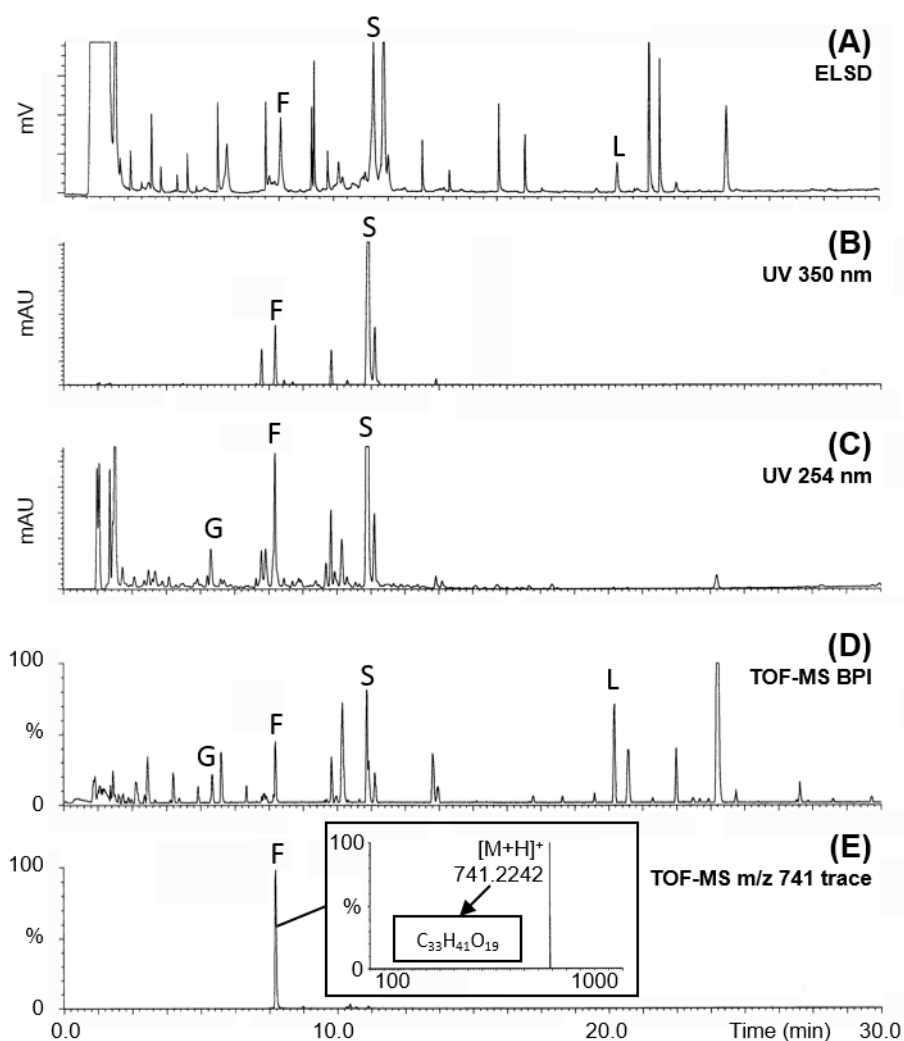 S
(A)
ELSD
F
mV
L
S
(B)
UV 350 nm
F
mAU
F
S
(C)
UV 254 nm
G
mAU
100
(D)
TOF-MS BPI
S
L
%
F
G
0
100
F
100
[M+H]⁺
741.2242
(E)
TOF-MS m/z 741 trace
%
%
C₃₃H₄₁O₁₉
0
100
1000
0
0.0
10.0
20.0
Time (min)
30.0